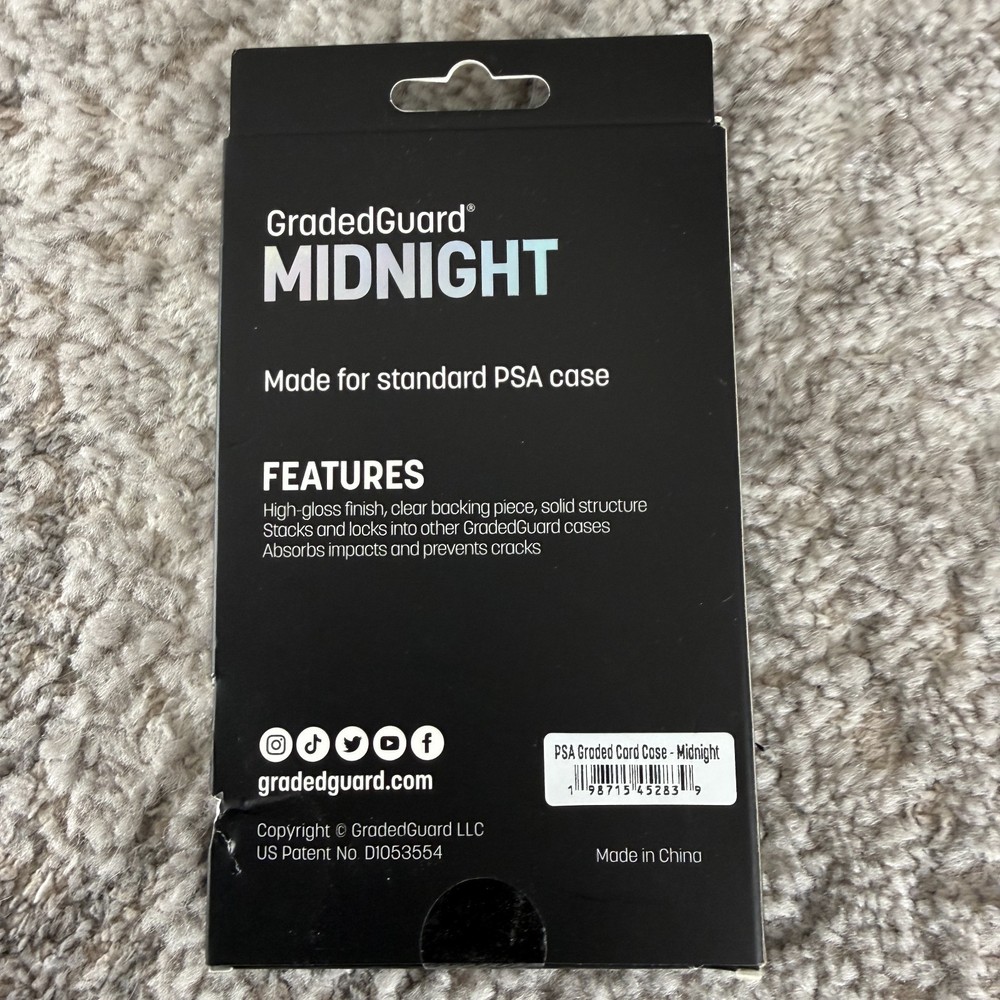 GradedGuard®
MIDNIGHT
Made for standard PSA case
FEATURES
High-gloss finish, clear backing piece, solid structure
Stacks and locks into other GradedGuard cases
Absorbs impacts and prevents cracks
gradedguard.com
PSA Graded Card Case - Midnight
1 98715 45283 9
Copyright © GradedGuard LLC
US Patent No. D1053554
Made in China